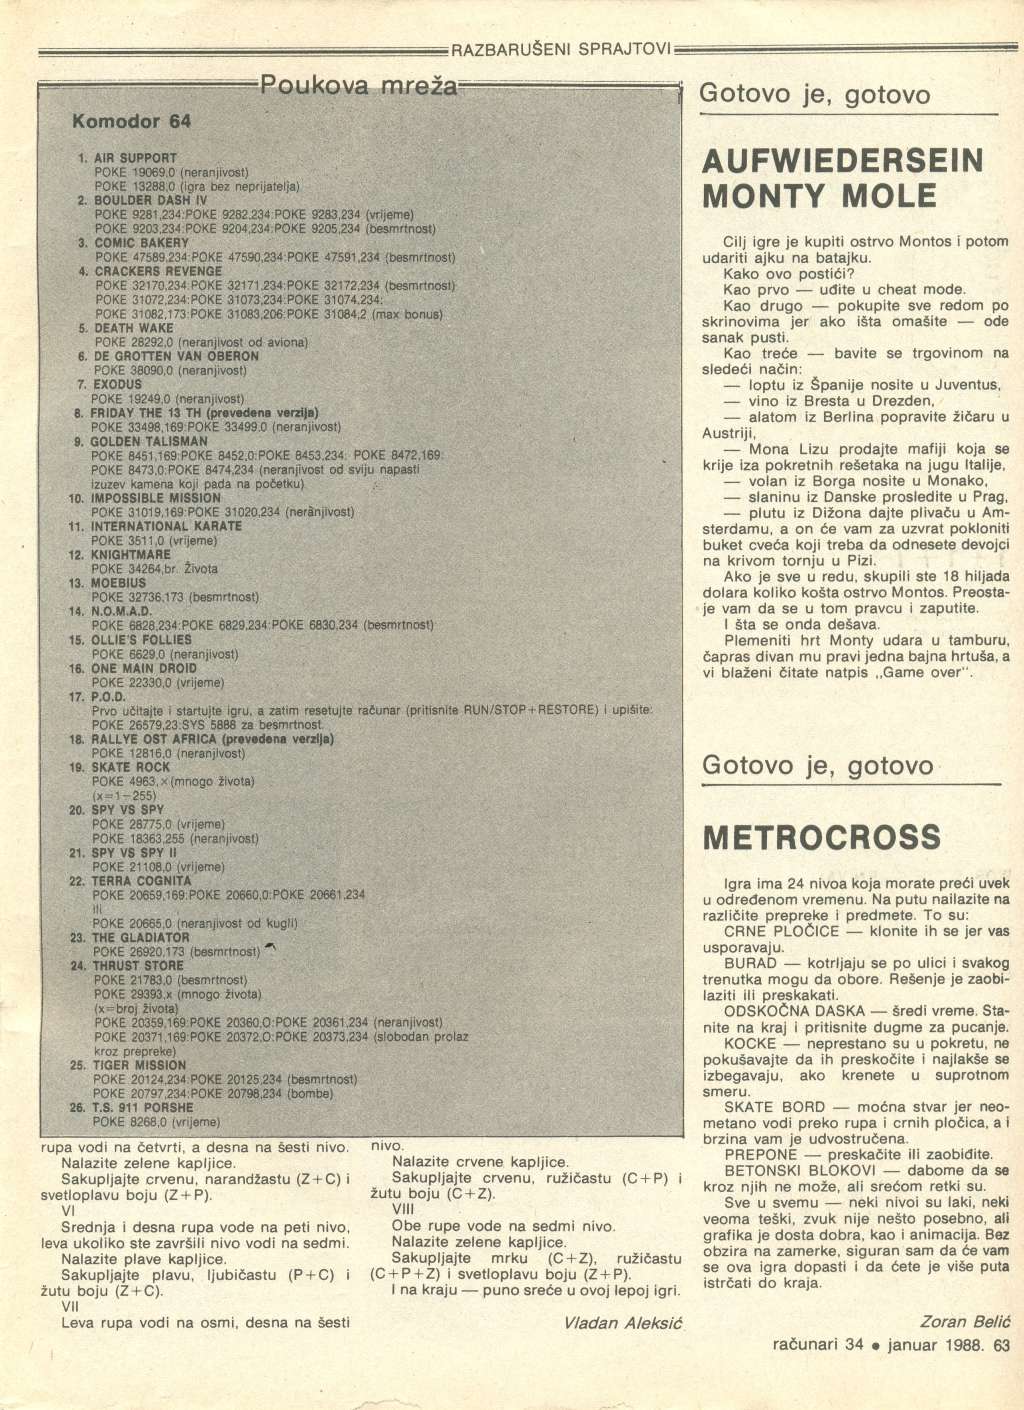 RAZBARUŠENI SPRAJTOVI
Poukova mreža
Komodor 64
1. AIR SUPPORT
POKE 19069,0 (neranjivost)
POKE 13288,0 (igra bez neprijatelja)
2. BOULDER DASH IV
POKE 9281,234:POKE 9282,234:POKE 9283,234 (vrijeme)
POKE 9203,234:POKE 9204,234:POKE 9205,234 (besmrtnost)
3. COMIC BAKERY
POKE 47589,234:POKE 47590,234:POKE 47591,234 (besmrtnost)
4. CRACKERS REVENGE
POKE 32170,234:POKE 32171,234:POKE 32172,234 (besmrtnost)
POKE 31072,234:POKE 31073,234:POKE 31074,234:
POKE 31082,173:POKE 31083,206:POKE 31084,2 (max bonus)
5. DEATH WAKE
POKE 28292,0 (neranjivost od aviona)
6. DE GROTTEN VAN OBERON
POKE 38090,0 (neranjivost)
7. EXODUS
POKE 19249,0 (neranjivost)
8. FRIDAY THE 13 TH (prevedena verzija)
POKE 33498,169:POKE 33499,0 (neranjivost)
9. GOLDEN TALISMAN
POKE 8451,169:POKE 8452,0:POKE 8453,234: POKE 8472,169:
POKE 8473,0:POKE 8474,234 (neranjivost od sviju napasti
izuzev kamena koji pada na početku)
10. IMPOSSIBLE MISSION
POKE 31019,169:POKE 31020,234 (neranjivost)
11. INTERNATIONAL KARATE
POKE 3511,0 (vrijeme)
12. KNIGHTMARE
POKE 34264,br. Života
13. MOEBIUS
POKE 32736,173 (besmrtnost)
14. N.O.M.A.D.
POKE 6828,234:POKE 6829,234:POKE 6830,234 (besmrtnost)
15. OLLIE'S FOLLIES
POKE 6629,0 (neranjivost)
16. ONE MAIN DROID
POKE 22330,0 (vrijeme)
17. P.O.D.
Prvo učitajte i startujte igru, a zatim resetujte računar (pritisnite RUN/STOP+RESTORE) i upišite:
POKE 26579,23:SYS 5888 za besmrtnost.
18. RALLYE OST AFRICA (prevedena verzija)
POKE 12816,0 (neranjivost)
19. SKATE ROCK
POKE 4963,×(mnogo života)
(x=1–255)
20. SPY VS SPY
POKE 28775,0 (vrijeme)
POKE 18363,255 (neranjivost)
21. SPY VS SPY II
POKE 21108,0 (vrijeme)
22. TERRA COGNITA
POKE 20659,169:POKE 20660,0:POKE 20661,234
ili
POKE 20665,0 (neranjivost od kugli)
23. THE GLADIATOR
POKE 26920,173 (besmrtnost)
24. THRUST STORE
POKE 21783,0 (besmrtnost)
POKE 29393,x (mnogo života)
(x=broj života)
POKE 20359,169:POKE 20360,O:POKE 20361,234 (neranjivost)
POKE 20371,169:POKE 20372,O:POKE 20373,234 (slobodan prolaz
kroz prepreke)
25. TIGER MISSION
POKE 20124,234:POKE 20125,234 (besmrtnost)
POKE 20797,234:POKE 20798,234 (bombe)
26. T.S. 911 PORSHE
POKE 8268,0 (vrijeme)
rupa vodi na četvrti, a desna na šesti nivo.
Nalazite zelene kapljice.
Sakupljajte crvenu, narandžastu (Z+C) i
svetloplavu boju (Z+P).
VI
Srednja i desna rupa vode na peti nivo,
leva ukoliko ste završili nivo vodi na sedmi.
Nalazite plave kapljice.
Sakupljajte plavu, ljubičastu (P+C) i
žutu boju (Z+C).
VII
Leva rupa vodi na osmi, desna na šesti
nivo.
Nalazite crvene kapljice.
Sakupljajte crvenu, ružičastu (C+P) i
žutu boju (C+Z).
VIII
Obe rupe vode na sedmi nivo.
Nalazite zelene kapljice.
Sakupljajte mrku (C+Z), ružičastu
(C+P+Z) i svetloplavu boju (Z+P).
I na kraju — puno sreće u ovoj lepoj igri.
Vladan Aleksić
Gotovo je, gotovo
AUFWIEDERSEIN
MONTY MOLE
Cilj igre je kupiti ostrvo Montos i potom
udariti ajku na batajku.
Kako ovo postići?
Kao prvo — uđite u cheat mode.
Kao drugo — pokupite sve redom po
skrinovima jer ako išta omašite — ode
sanak pusti.
Kao treće — bavite se trgovinom na
sledeći način:
— loptu iz Španije nosite u Juventus,
— vino iz Bresta u Drezden,
— alatom iz Berlina popravite žičaru u
Austriji,
— Mona Lizu prodajte mafiji koja se
krije iza pokretnih rešetaka na jugu Italije,
— volan iz Borga nosite u Monako,
— slaninu iz Danske prosledite u Prag,
— plutu iz Dižona dajte plivaču u Am-
sterdamu, a on će vam za uzvrat pokloniti
buket cveća koji treba da odnesete devojci
na krivom tornju u Pizi.
Ako je sve u redu, skupili ste 18 hiljada
dolara koliko košta ostrvo Montos. Preosta-
je vam da se u tom pravcu i zaputite.
I šta se onda dešava.
Plemeniti hrt Monty udara u tamburu,
čapras divan mu pravi jedna bajna hrtuša, a
vi blaženi čitate natpis „Game over".
Gotovo je, gotovo
METROCROSS
Igra ima 24 nivoa koja morate preći uvek
u određenom vremenu. Na putu nailazite na
različite prepreke i predmete. To su:
CRNE PLOČICE — klonite ih se jer vas
usporavaju.
BURAD — kotrljaju se po ulici i svakog
trenutka mogu da obore. Rešenje je zaobi-
laziti ili preskakati.
ODSKOČNA DASKA — šredi vreme. Sta-
nite na kraj i pritisnite dugme za pucanje.
KOCKE — neprestano su u pokretu, ne
pokušavajte da ih preskočite i najlakše se
izbegavaju, ako krenete u suprotnom
smeru.
SKATE BORD — moćna stvar jer neo-
metano vodi preko rupa i crnih pločica, a i
brzina vam je udvostručena.
PREPONE — preskačite ili zaobiđite.
BETONSKI BLOKOVI — dabome da se
kroz njih ne može, ali srećom retki su.
Sve u svemu — neki nivoi su laki, neki
veoma teški, zvuk nije nešto posebno, ali
grafika je dosta dobra, kao i animacija. Bez
obzira na zamerke, siguran sam da će vam
se ova igra dopasti i da ćete je više puta
istrčati do kraja.
Zoran Belić
računari 34 • januar 1988. 63